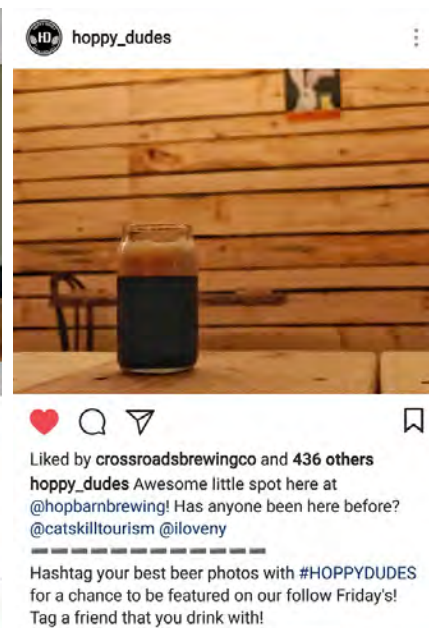 HD
hoppy_dudes
Liked by crossroadsbrewingco and 436 others
hoppy_dudes Awesome little spot here at
@hopbarnbrewing! Has anyone been here before?
@catskilltourism @iloveny
Hashtag your best beer photos with #HOPPYDUDES
for a chance to be featured on our follow Friday's!
Tag a friend that you drink with!